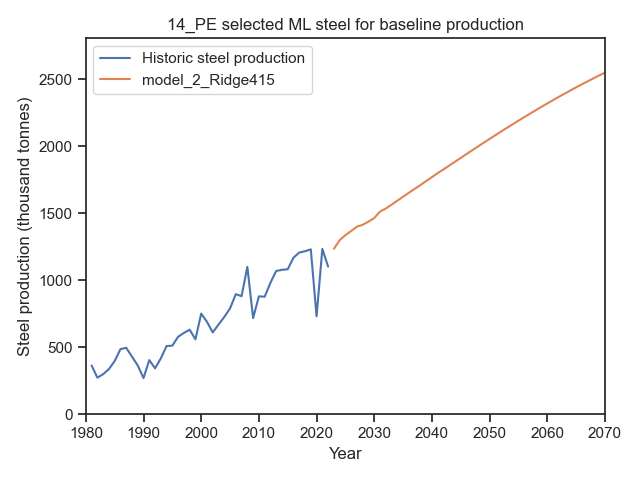 14_PE selected ML steel for baseline production
Historic steel production
model_2_Ridge415
Steel production (thousand tonnes)
2500
2000
1500
1000
500
0
1980 1990 2000 2010 2020 2030 2040 2050 2060 2070
Year